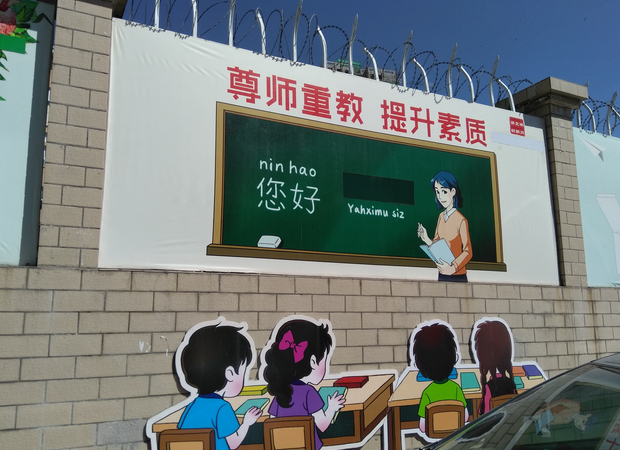 尊师重教 提升素质
nin hao
您好
Yahximu siz